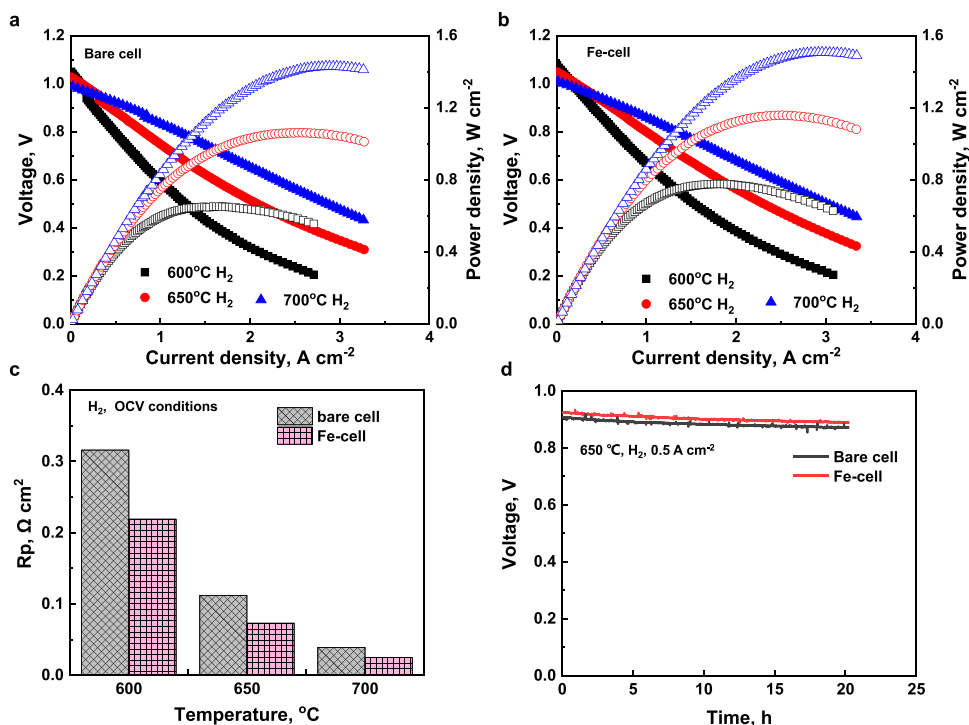 a
Bare cell
Voltage, V
1.2
1.0
0.8
0.6
0.4
0.2
0.0
600°C H₂
650°C H₂
700°C H₂
1.6
1.2
0.8
0.4
0.0
Power density, W cm⁻²
0 1 2 3 4
Current density, A cm⁻²
b
Fe-cell
Voltage, V
1.2
1.0
0.8
0.6
0.4
0.2
0.0
600°C H₂
650°C H₂
700°C H₂
1.6
1.2
0.8
0.4
0.0
Power density, W cm⁻²
0 1 2 3 4
Current density, A cm⁻²
c
H₂, OCV conditions
bare cell
Fe-cell
Rp, Ω cm²
0.4
0.3
0.2
0.1
0.0
600 650 700
Temperature, °C
d
650 ℃, H₂, 0.5 A cm⁻²
Bare cell
Fe-cell
Voltage, V
1.0
0.8
0.6
0.4
0.2
0.0
0 5 10 15 20 25
Time, h